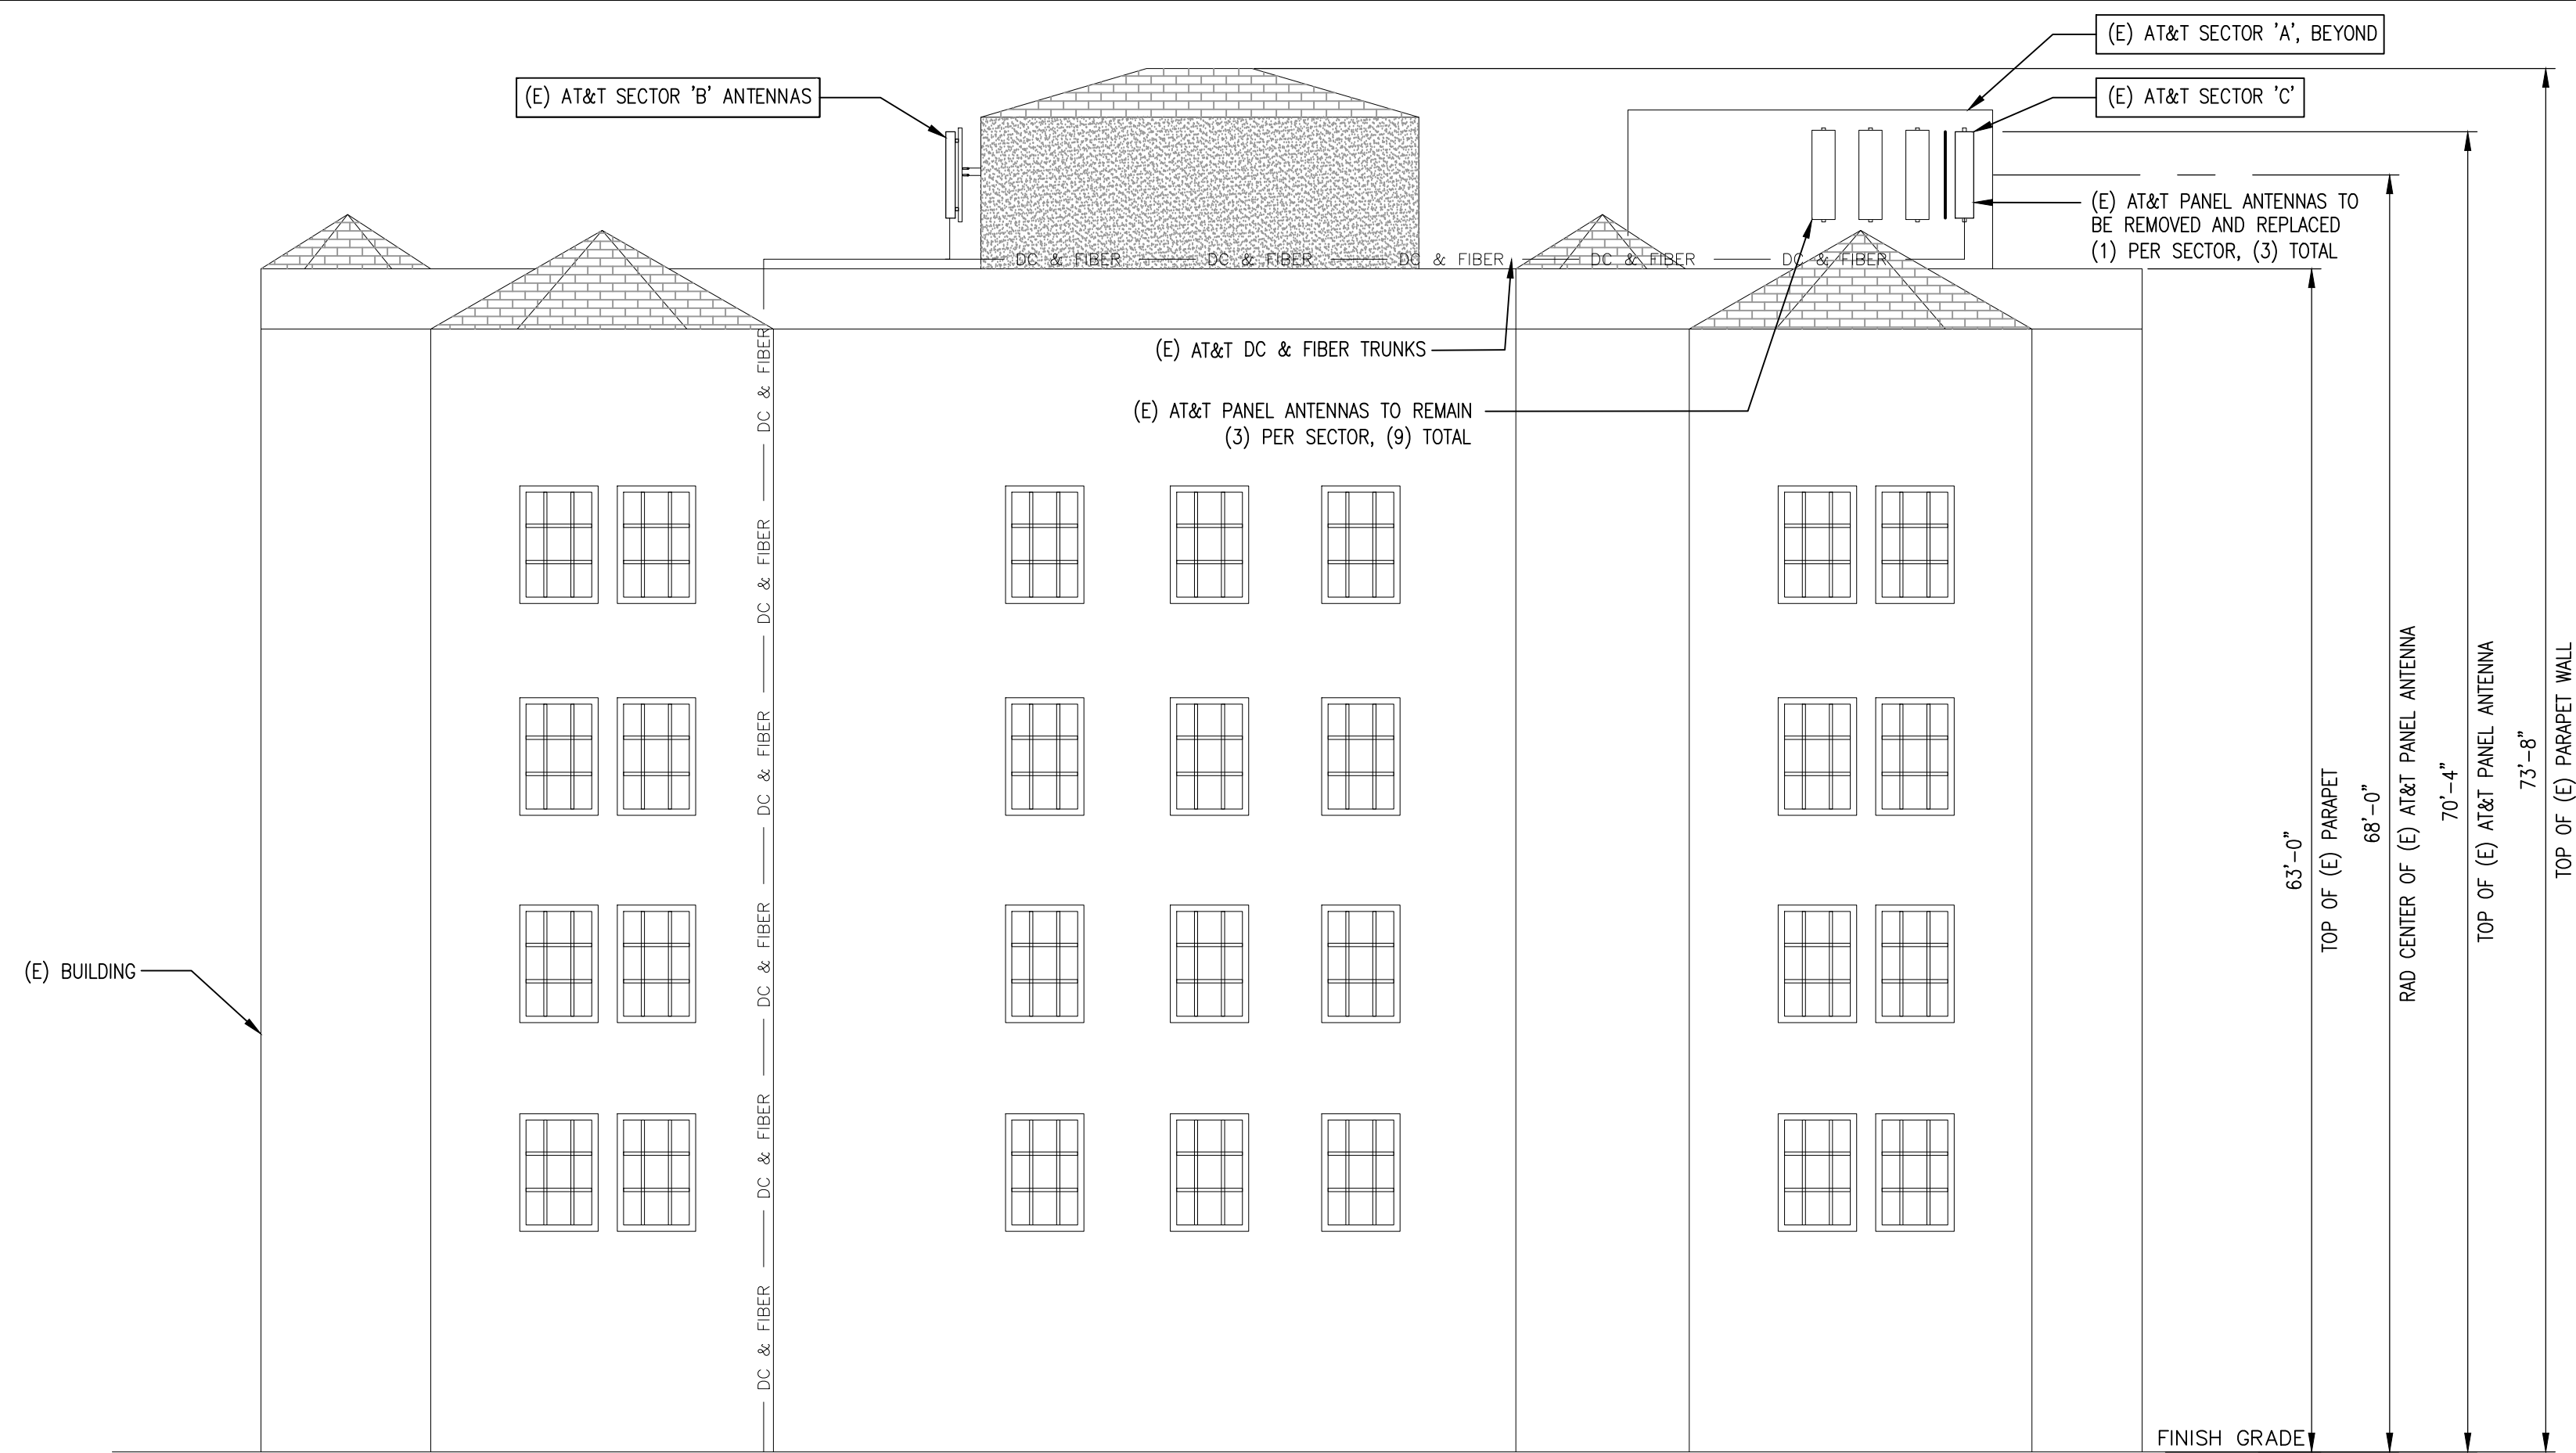 (E) AT&T SECTOR 'A', BEYOND
(E) AT&T SECTOR 'B' ANTENNAS
(E) AT&T SECTOR 'C'
(E) AT&T PANEL ANTENNAS TO
BE REMOVED AND REPLACED
(1) PER SECTOR, (3) TOTAL
DC & FIBER
DC & FIBER
DC & FIBER
DC & FIBER
DC & FIBER
(E) AT&T DC & FIBER TRUNKS
(E) AT&T PANEL ANTENNAS TO REMAIN
(3) PER SECTOR, (9) TOTAL
DC & FIBER
DC & FIBER
DC & FIBER
DC & FIBER
DC & FIBER
DC & FIBER
(E) BUILDING
63'-0"
TOP OF (E) PARAPET
68'-0"
RAD CENTER OF (E) AT&T PANEL ANTENNA
70'-4"
TOP OF (E) AT&T PANEL ANTENNA
73'-8"
TOP OF (E) PARAPET WALL
FINISH GRADE